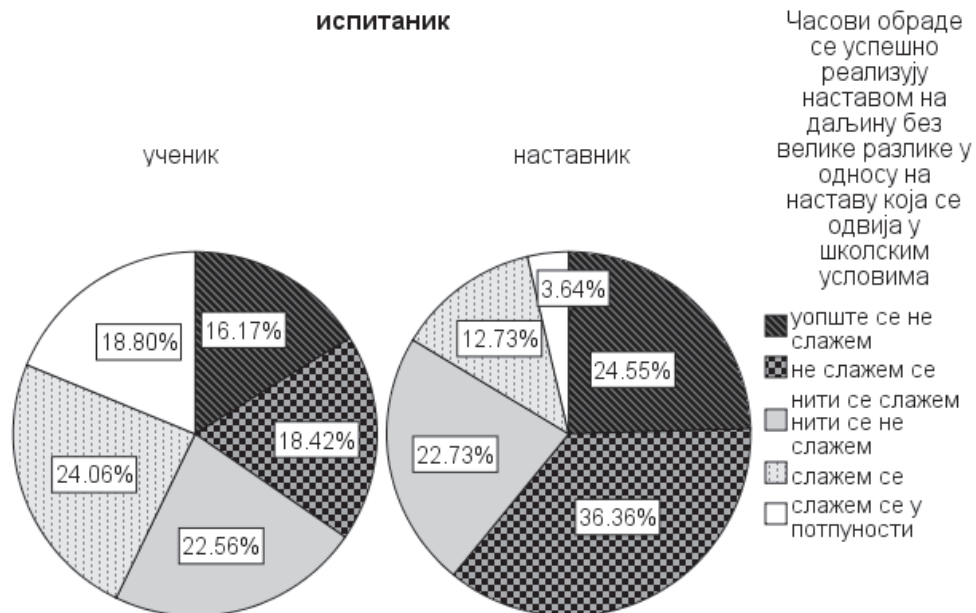 испитаник
ученик
16.17%
18.42%
22.56%
24.06%
18.80%
наставник
24.55%
36.36%
22.73%
12.73%
3.64%
Часови обраде
се успешно
реализују
наставом на
даљину без
велике разлике у
односу на
наставу која се
одвија у
школским
условима
уопште се не
слажем
не слажем се
нити се слажем
нити се не
слажем
слажем се
слажем се у
потпуности